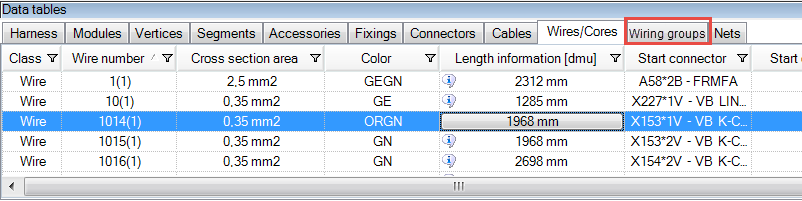 Data tables
Harness Modules Vertices Segments Accessories Fixings Connectors Cables Wires/Cores Wiring groups Nets
Class Wire number Cross section area Color Length information [dmu] Start connector Start
Wire 1(1) 2,5 mm2 GEGN 2312 mm A58*2B - FRMFA
Wire 10(1) 0,35 mm2 GE 1285 mm X227*1V - VB LIN...
Wire 1014(1) 0,35 mm2 ORGN 1968 mm X153*1V - VB K-C...
Wire 1015(1) 0,35 mm2 GN 1968 mm X153*2V - VB K-C...
Wire 1016(1) 0,35 mm2 GN 2698 mm X154*2V - VB K-C...